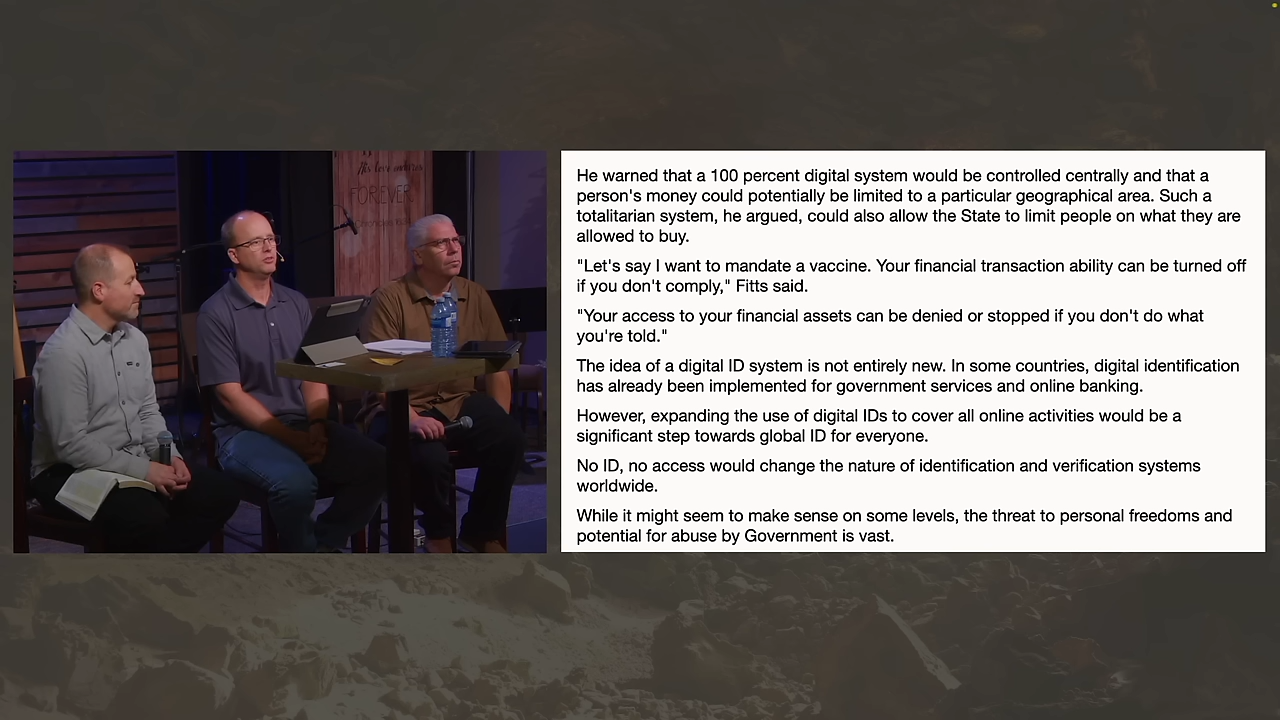 His love endures
FOREVER
He warned that a 100 percent digital system would be controlled centrally and that a
person's money could potentially be limited to a particular geographical area. Such a
totalitarian system, he argued, could also allow the State to limit people on what they are
allowed to buy.
"Let's say I want to mandate a vaccine. Your financial transaction ability can be turned off
if you don't comply," Fitts said.
"Your access to your financial assets can be denied or stopped if you don't do what
you're told."
The idea of a digital ID system is not entirely new. In some countries, digital identification
has already been implemented for government services and online banking.
However, expanding the use of digital IDs to cover all online activities would be a
significant step towards global ID for everyone.
No ID, no access would change the nature of identification and verification systems
worldwide.
While it might seem to make sense on some levels, the threat to personal freedoms and
potential for abuse by Government is vast.